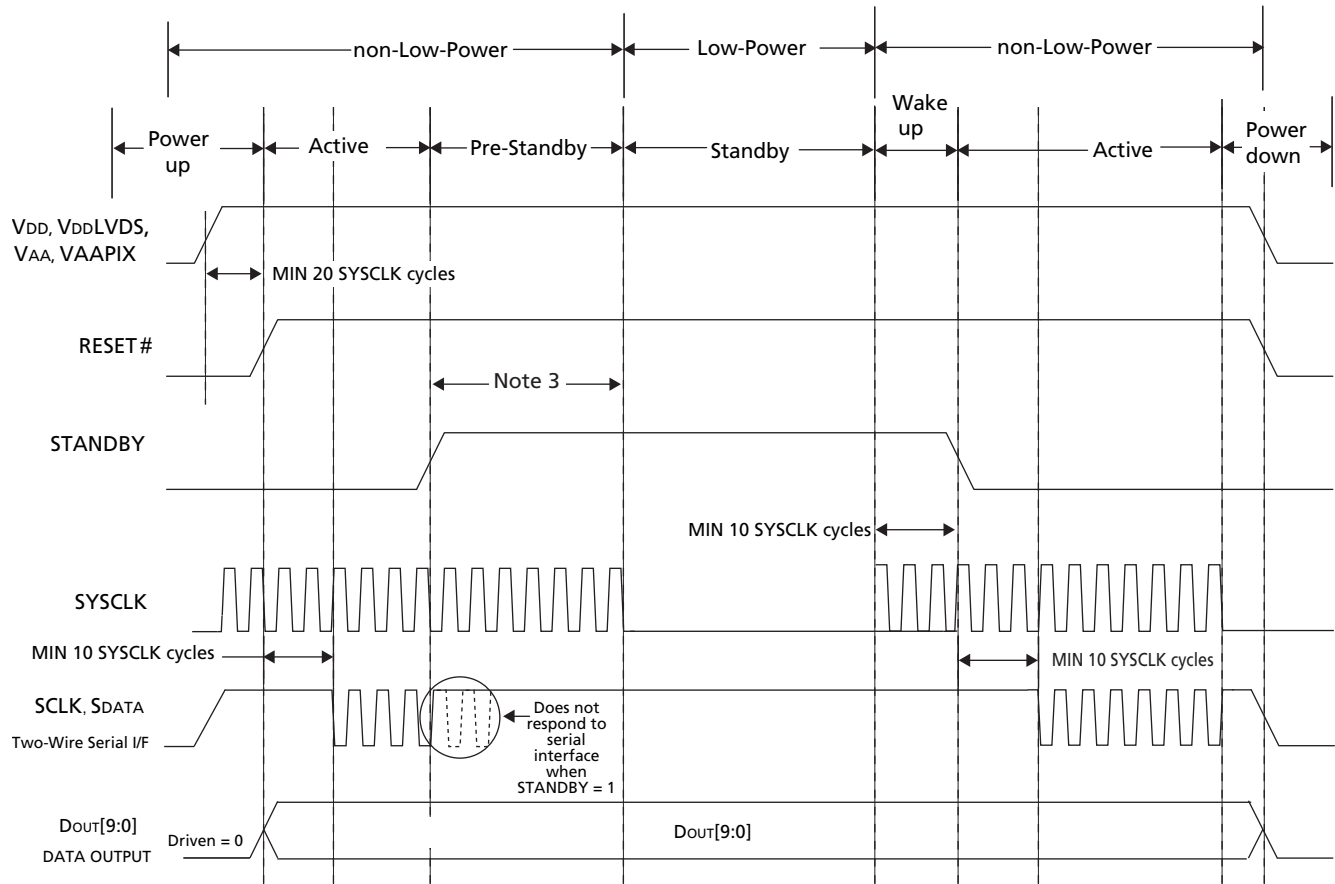 non-Low-Power
Low-Power
non-Low-Power
Power
up
Active
Pre-Standby
Standby
Wake
up
Active
Power
down
VDD, VDDLVDS,
VAA, VAAPIX
MIN 20 SYSCLK cycles
RESET#
Note 3
STANDBY
MIN 10 SYSCLK cycles
SYSCLK
MIN 10 SYSCLK cycles
MIN 10 SYSCLK cycles
SCLK, SDATA
Two-Wire Serial I/F
Does not
respond to
serial
interface
when
STANDBY = 1
DOUT[9:0]
DATA OUTPUT
Driven = 0
DOUT[9:0]